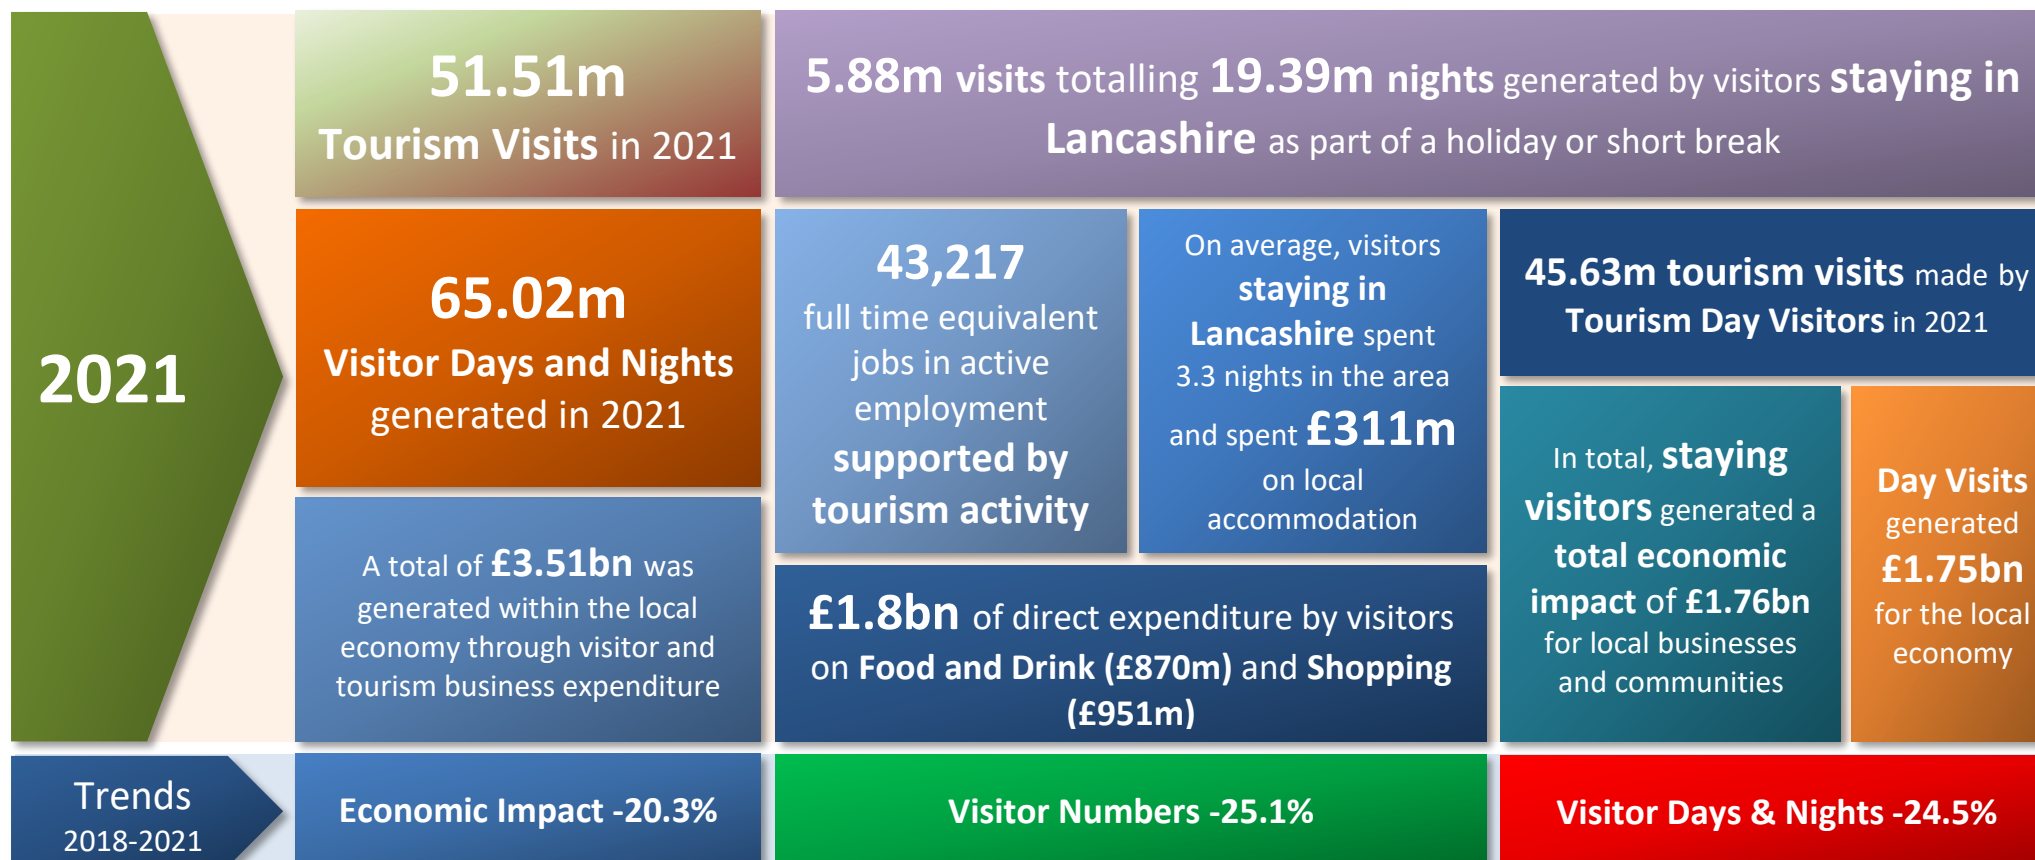 2021
51.51m
Tourism Visits in 2021
5.88m visits totalling 19.39m nights generated by visitors staying in
Lancashire as part of a holiday or short break
65.02m
Visitor Days and Nights
generated in 2021
43,217
full time equivalent
jobs in active
employment
supported by
tourism activity
On average, visitors
staying in
Lancashire spent
3.3 nights in the area
and spent £311m
on local
accommodation
45.63m tourism visits made by
Tourism Day Visitors in 2021
A total of £3.51bn was
generated within the local
economy through visitor and
tourism business expenditure
£1.8bn of direct expenditure by visitors
on Food and Drink (£870m) and Shopping
(£951m)
In total, staying
visitors generated a
total economic
impact of £1.76bn
for local businesses
and communities
Day Visits
generated
£1.75bn
for the local
economy
Trends
2018-2021
Economic Impact -20.3%
Visitor Numbers -25.1%
Visitor Days & Nights -24.5%